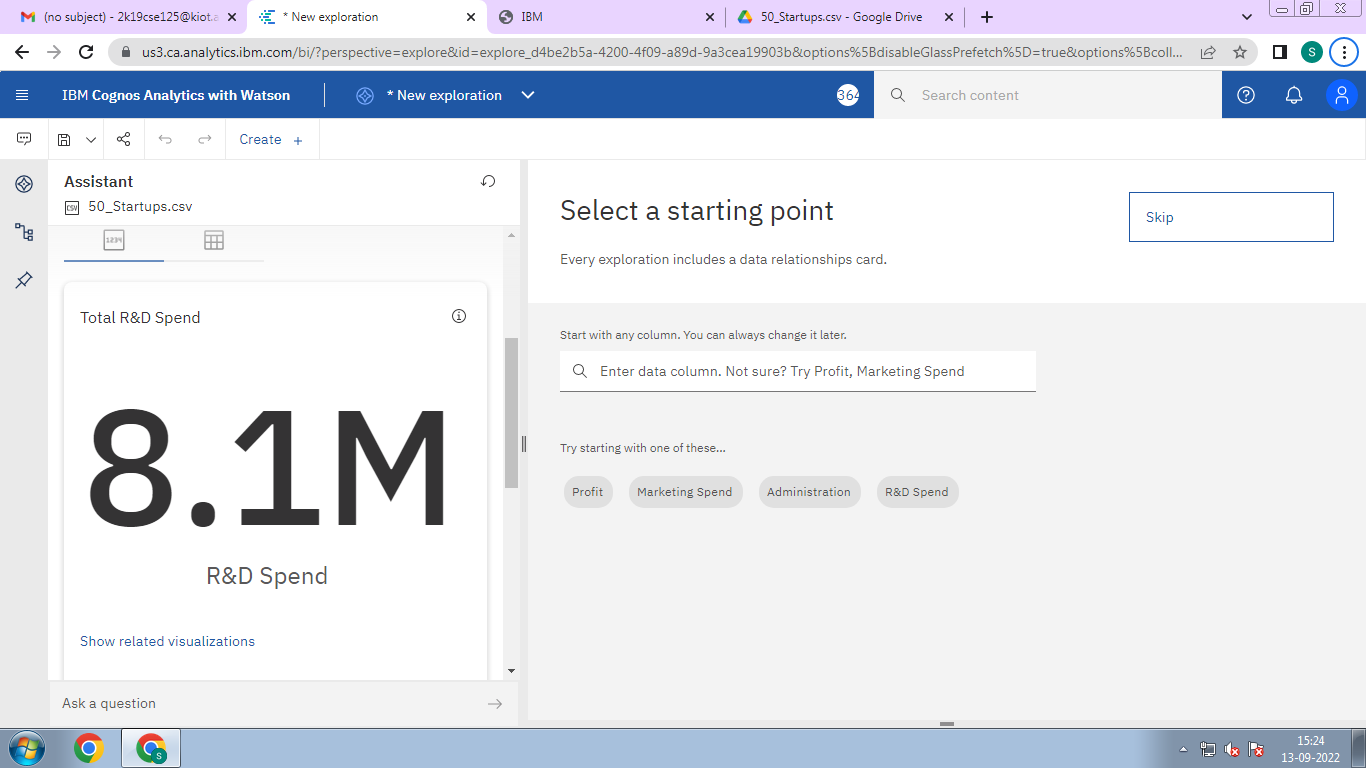 (no subject) - 2k19cse125@kiot.a
* New exploration
IBM
50_Startups.csv - Google Drive
us3.ca.analytics.ibm.com/bi/?perspective=explore&id=explore_d4be2b5a-4200-4f09-a89d-9a3cea19903b&options%5BdisableGlassPrefetch%5D=true&options%5Bcoll...
S
IBM Cognos Analytics with Watson
* New exploration
364
Search content
Create +
Assistant
CSV 50_Startups.csv
1234
Total R&D Spend
8.1M
R&D Spend
Show related visualizations
Ask a question
Select a starting point
Skip
Every exploration includes a data relationships card.
Start with any column. You can always change it later.
Enter data column. Not sure? Try Profit, Marketing Spend
Try starting with one of these...
Profit
Marketing Spend
Administration
R&D Spend
S
15:24
13-09-2022